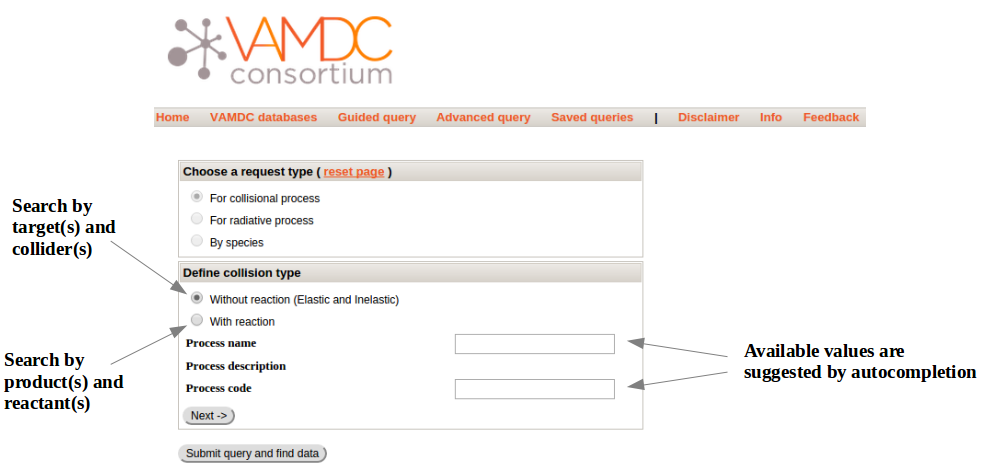 VAMDC
consortium
Home VAMDC databases Guided query Advanced query Saved queries | Disclaimer Info Feedback
Choose a request type ( reset page )
For collisional process
For radiative process
By species
Search by
target(s) and
collider(s)
Define collision type
Without reaction (Elastic and Inelastic)
With reaction
Process name
Process description
Process code
Next ->
Search by
product(s) and
reactant(s)
Available values are
suggested by autocompletion
Submit query and find data